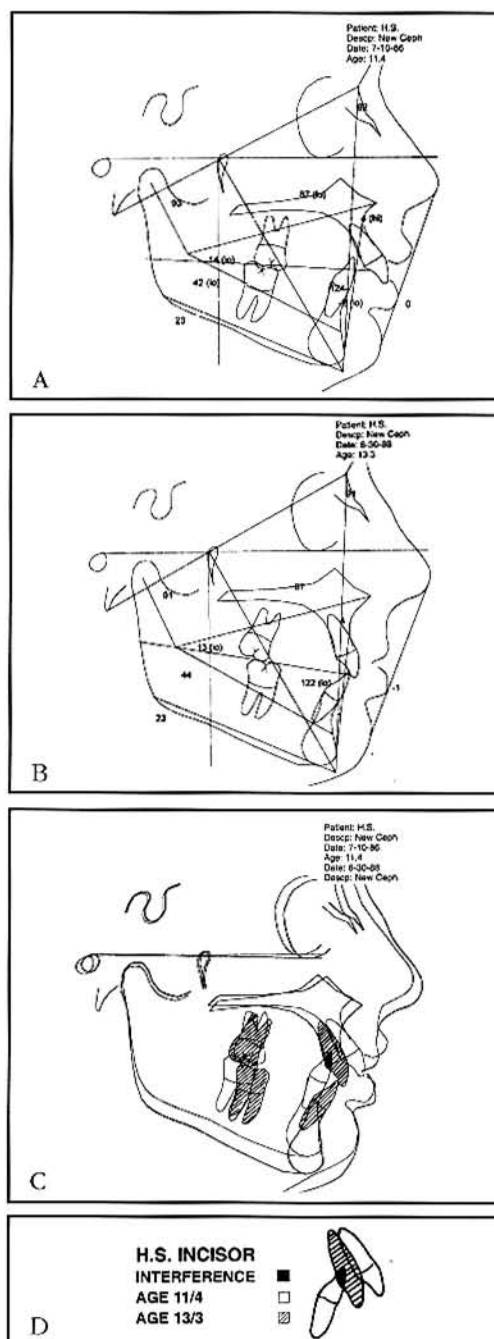 Patient: H.S.
Descp: New Ceph
Date: 7-10-86
Age: 11.4
93
87 (lo)
14 (lo)
42 (lo)
124
23
0
A
Patient: H.S.
Descp: New Ceph
Date: 6-30-88
Age: 13.3
91
87
13 (lo)
44
122 (lo)
-1
23
B
Patient: H.S.
Descp: New Ceph
Date: 7-10-86
Age: 11.4
Date: 6-30-88
Descp: New Ceph
C
H.S. INCISOR
INTERFERENCE
AGE 11/4
AGE 13/3
D